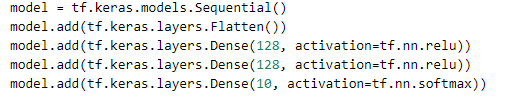 model = tf.keras.models.Sequential()
model.add(tf.keras.layers.Flatten())
model.add(tf.keras.layers.Dense(128, activation=tf.nn.relu))
model.add(tf.keras.layers.Dense(128, activation=tf.nn.relu))
model.add(tf.keras.layers.Dense(10, activation=tf.nn.softmax))